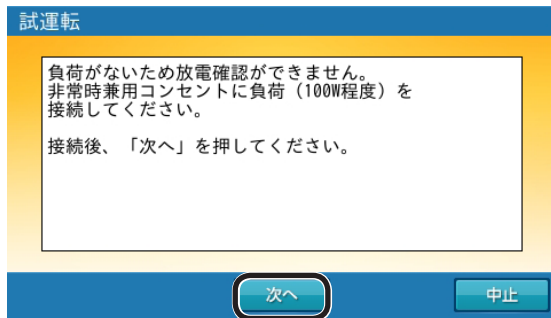 試運転
負荷がないため放電確認ができません。
非常時兼用コンセントに負荷（100W程度）を
接続してください。
接続後、「次へ」を押してください。
次へ
中止